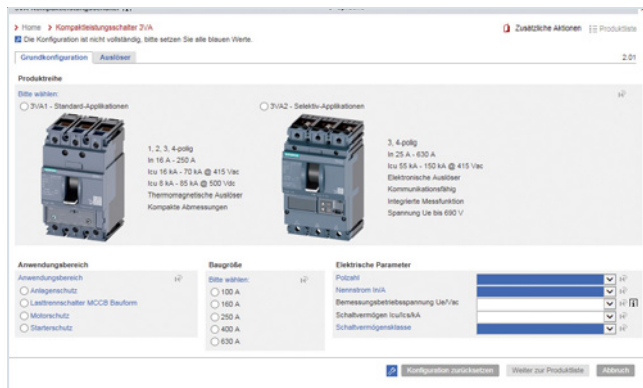 Home > Kompaktleistungsschalter 3VA
Zusätzliche Aktionen Produktliste
Die Konfiguration ist nicht vollständig, bitte setzen Sie alle blauen Werte.
Grundkonfiguration Auslöser 2.01
Produktreihe
Bitte wählen:
3VA1 - Standard-Applikationen
1, 2, 3, 4-polig
In 16 A - 250 A
Icu 16 kA - 70 kA @ 415 Vac
Icu 8 kA - 85 kA @ 500 Vdc
Thermomagnetische Auslöser
Kompakte Abmessungen
3VA2 - Selektiv-Applikationen
3, 4-polig
In 25 A - 630 A
Icu 55 kA - 150 kA @ 415 Vac
Elektronische Auslöser
Kommunikationsfähig
Integrierte Messfunktion
Spannung Ue bis 690 V
Anwendungsbereich
Anwendungsbereich
Anlagenschutz
Lasttrennschalter MCCB Bauform
Motorschutz
Starterschutz
Baugröße
Bitte wählen:
100 A
160 A
250 A
400 A
630 A
Elektrische Parameter
Polzahl
Nennstrom In/A
Bemessungsbetriebsspannung Ue/Vac
Schaltvermögen Icu/Ics/kA
Schaltvermögensklasse
Konfiguration zurücksetzen Weiter zur Produktliste Abbruch